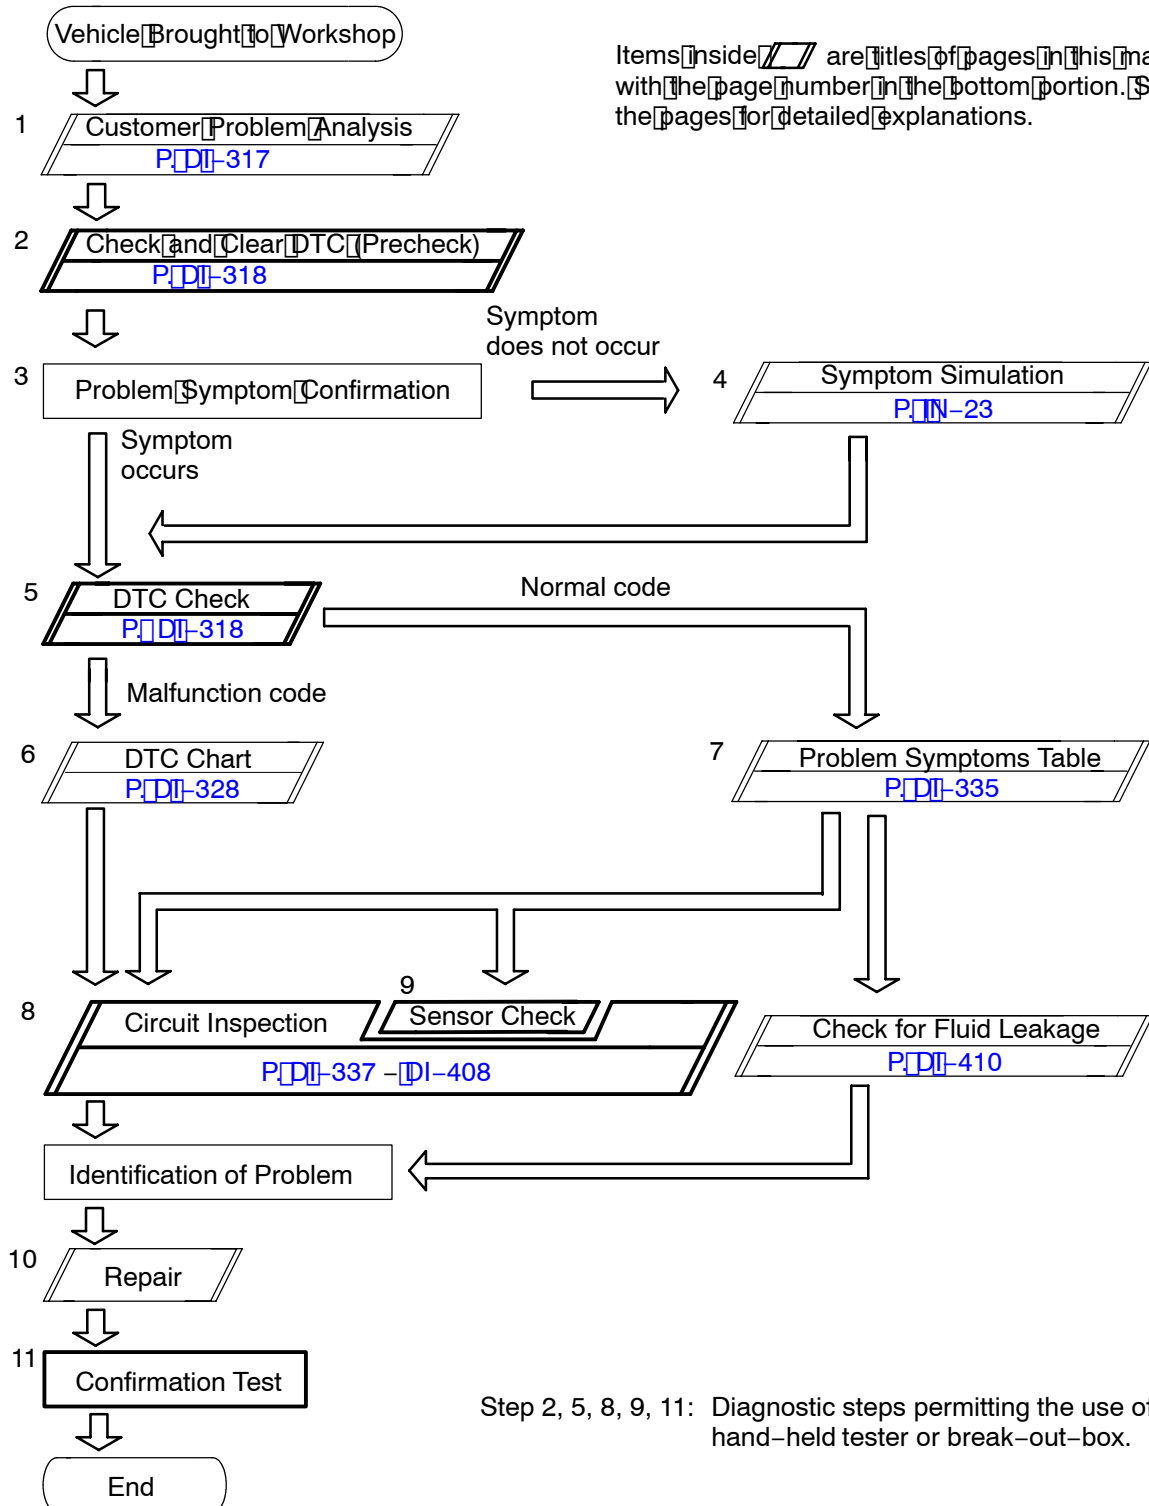 Vehicle Brought to Workshop
Items inside are titles of pages in this ma
with the page number in the bottom portion. S
the pages for detailed explanations.
1
Customer Problem Analysis
P. DI–317
2
Check and Clear DTC (Precheck)
P. DI–318
Symptom
does not occur
3
Problem Symptom Confirmation
4
Symptom Simulation
P. IN–23
Symptom
occurs
5
DTC Check
P. DI–318
Normal code
Malfunction code
6
DTC Chart
P. DI–328
7
Problem Symptoms Table
P. DI–335
8
Circuit Inspection
9
Sensor Check
P. DI–337 – DI–408
Check for Fluid Leakage
P. DI–410
Identification of Problem
10
Repair
11
Confirmation Test
Step 2, 5, 8, 9, 11: Diagnostic steps permitting the use of
hand–held tester or break–out–box.
End